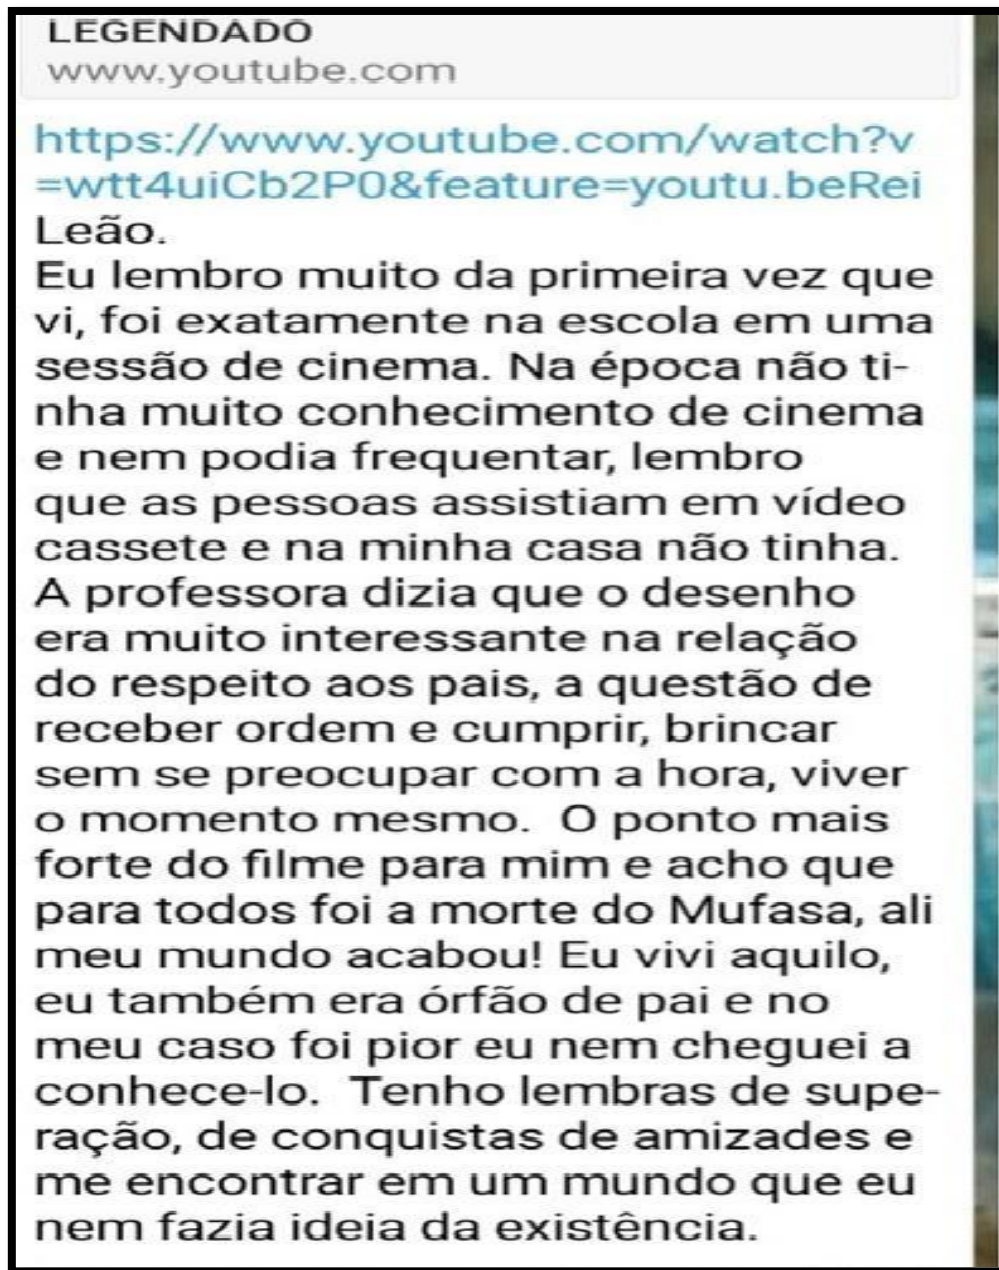 LEGENDADO
www.youtube.com
https://www.youtube.com/watch?v
=wtt4uiCb2P0&feature=youtu.beRei
Leão.
Eu lembro muito da primeira vez que
vi, foi exatamente na escola em uma
sessão de cinema. Na época não ti-
nha muito conhecimento de cinema
e nem podia frequentar, lembro
que as pessoas assistiam em vídeo
cassete e na minha casa não tinha.
A professora dizia que o desenho
era muito interessante na relação
do respeito aos pais, a questão de
receber ordem e cumprir, brincar
sem se preocupar com a hora, viver
o momento mesmo.  O ponto mais
forte do filme para mim e acho que
para todos foi a morte do Mufasa, ali
meu mundo acabou! Eu vivi aquilo,
eu também era órfão de pai e no
meu caso foi pior eu nem cheguei a
conhece-lo.  Tenho lembras de supe-
ração, de conquistas de amizades e
me encontrar em um mundo que eu
nem fazia ideia da existência.